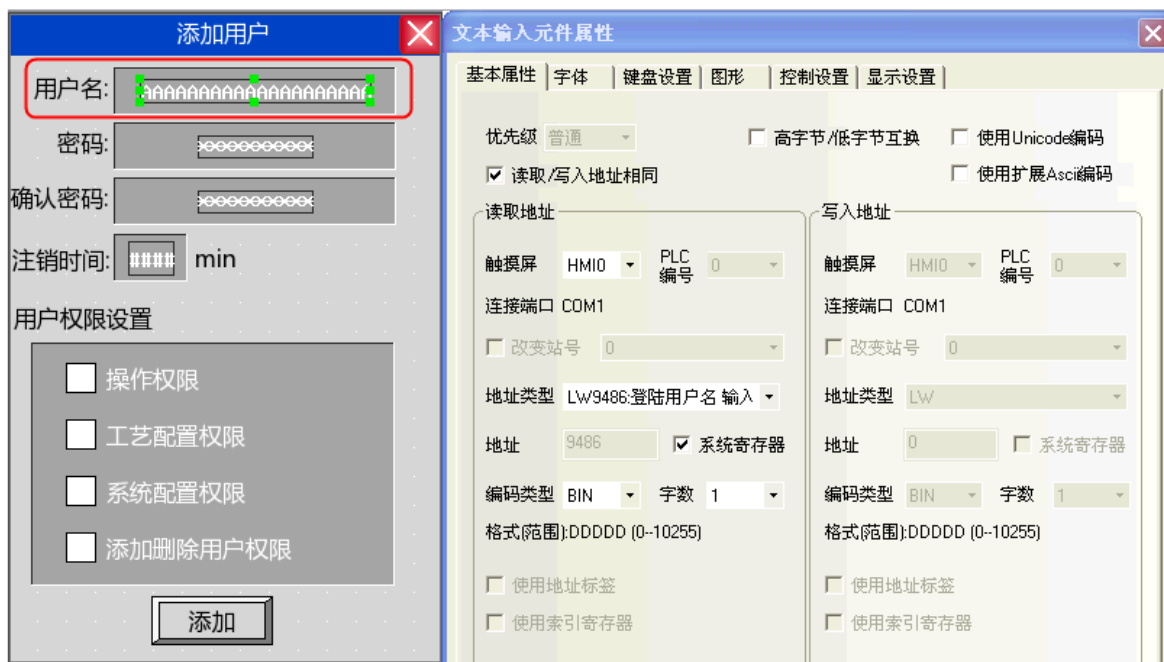 添加用户
用户名: AAAAAAAAAAAAAAAAAAAA
密码: **********
确认密码: **********
注销时间: #### min
用户权限设置
操作权限
工艺配置权限
系统配置权限
添加删除用户权限
添加
文本输入元件属性
基本属性 字体 键盘设置 图形 控制设置 显示设置
优先级 普通 高字节/低字节互换 使用Unicode编码
读取/写入地址相同 使用扩展Ascii编码
读取地址
触摸屏 HMI0 PLC编号 0
连接端口 COM1
改变站号 0
地址类型 LW9486:登陆用户名 输入
地址 9486 系统寄存器
编码类型 BIN 字数 1
格式(范围):DDDDD (0--10255)
使用地址标签
使用索引寄存器
写入地址
触摸屏 HMI0 PLC编号 0
连接端口 COM1
改变站号 0
地址类型 LW
地址 0 系统寄存器
编码类型 BIN 字数 1
格式(范围):DDDDD (0--10255)
使用地址标签
使用索引寄存器